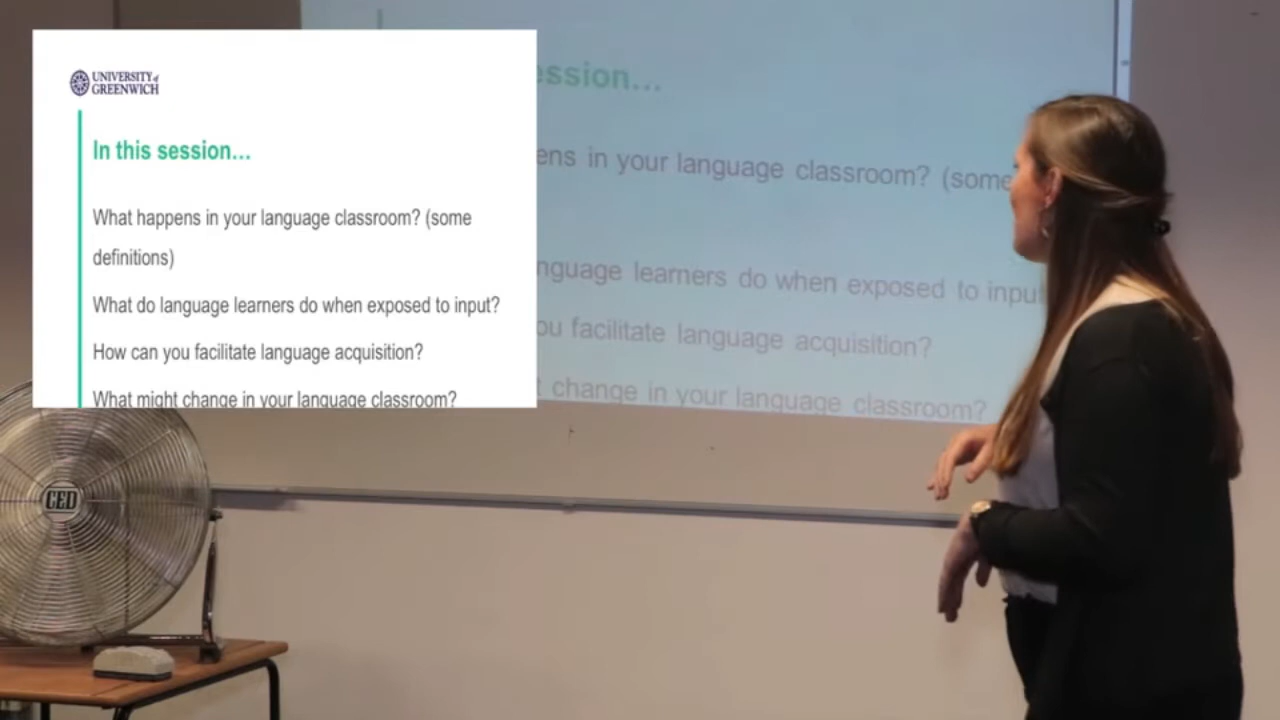 UNIVERSITY of
GREENWICH
In this session...
What happens in your language classroom? (some
definitions)
What do language learners do when exposed to input?
How can you facilitate language acquisition?
What might change in your language classroom?
ession...
ens in your language classroom? (some
nguage learners do when exposed to input
ou facilitate language acquisition?
t change in your language classroom?
CED